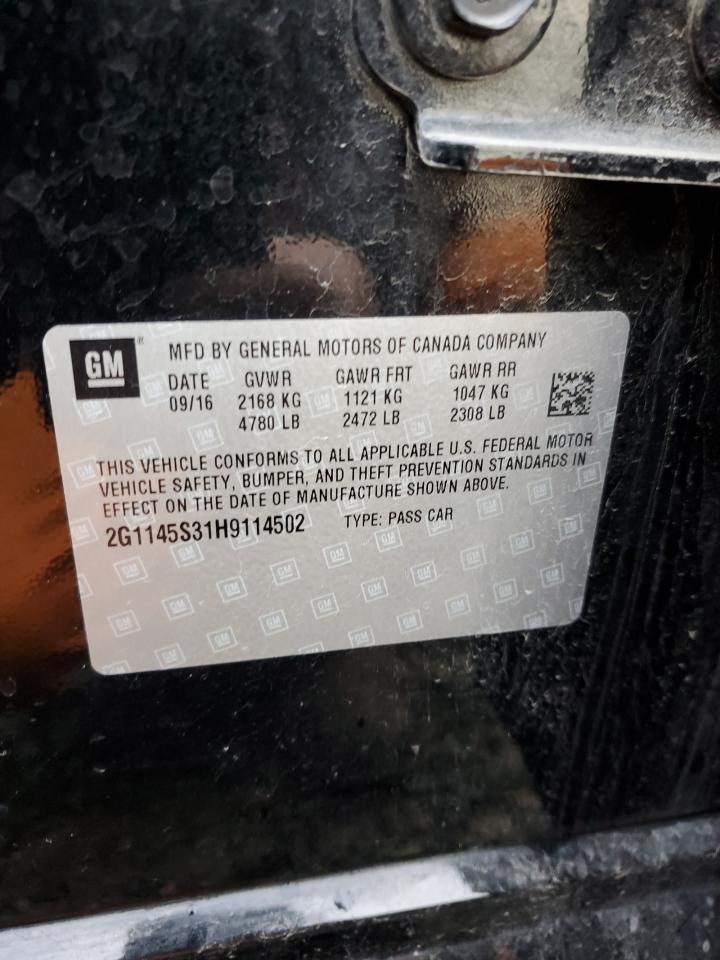 GM
MFD BY GENERAL MOTORS OF CANADA COMPANY
DATE GVWR GAWR FRT GAWR RR
09/16 2168 KG 1121 KG 1047 KG
4780 LB 2472 LB 2308 LB
THIS VEHICLE CONFORMS TO ALL APPLICABLE U.S. FEDERAL MOTOR
VEHICLE SAFETY, BUMPER, AND THEFT PREVENTION STANDARDS IN
EFFECT ON THE DATE OF MANUFACTURE SHOWN ABOVE.
2G1145S31H9114502 TYPE: PASS CAR